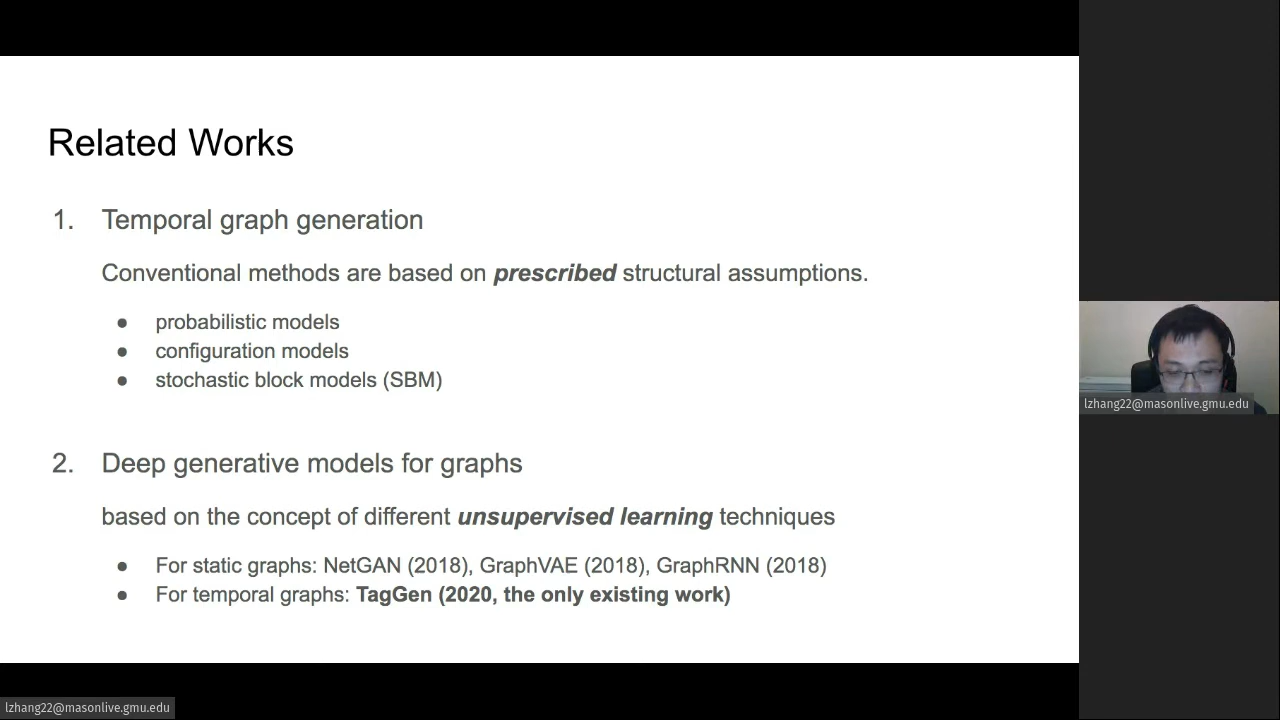 Related Works
1. Temporal graph generation
Conventional methods are based on prescribed structural assumptions.
● probabilistic models
● configuration models
● stochastic block models (SBM)
2. Deep generative models for graphs
based on the concept of different unsupervised learning techniques
● For static graphs: NetGAN (2018), GraphVAE (2018), GraphRNN (2018)
● For temporal graphs: TagGen (2020, the only existing work)
lzhang22@masonlive.gmu.edu
lzhang22@masonlive.gmu.edu